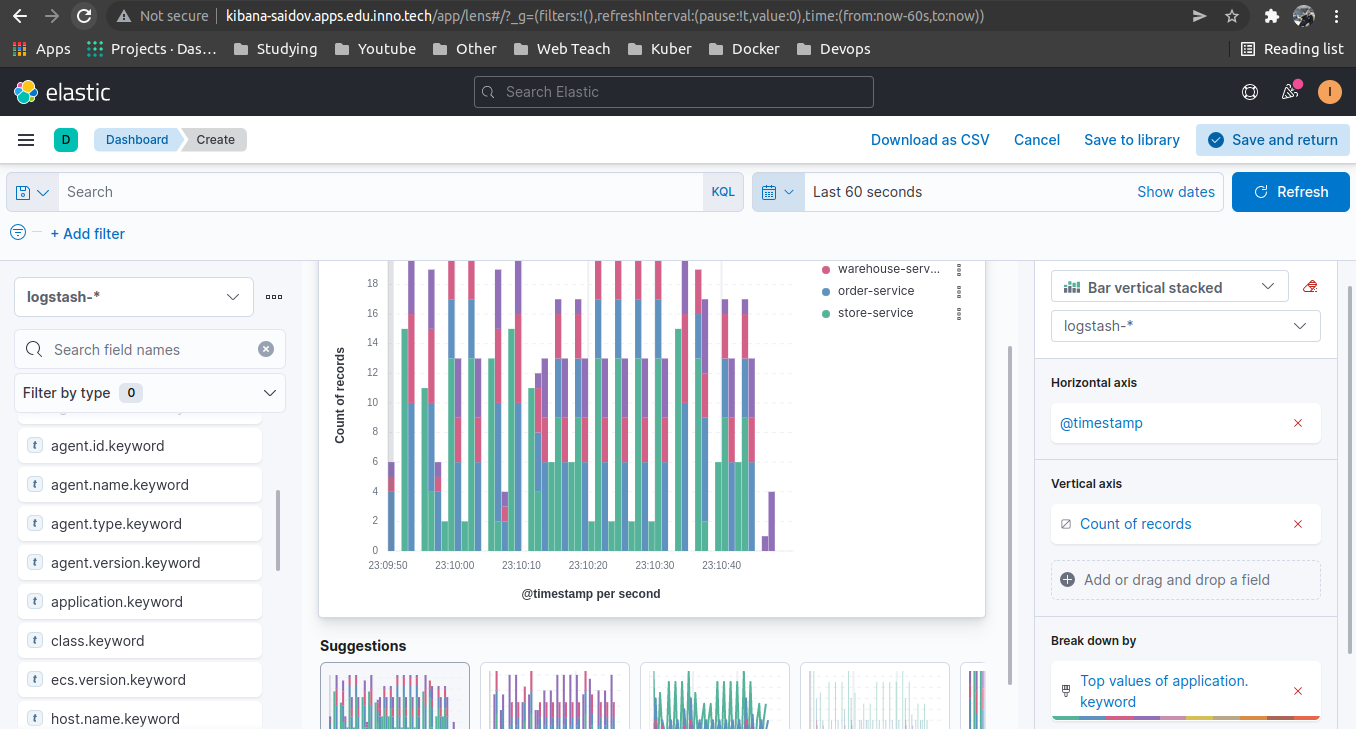 Not secure
kibana-saidov.apps.edu.inno.tech/app/lens#/?_g=(filters:!(),refreshInterval:(pause:!t,value:0),time:(from:now-60s,to:now))
Apps
Projects · Das…
Studying
Youtube
Other
Web Teach
Kuber
Docker
Devops
Reading list
elastic
Search Elastic
I
D
Dashboard
Create
Download as CSV
Cancel
Save to library
Save and return
Search
KQL
Last 60 seconds
Show dates
Refresh
+ Add filter
logstash-*
Search field names
Filter by type 0
t agent.id.keyword
t agent.name.keyword
t agent.type.keyword
t agent.version.keyword
t application.keyword
t class.keyword
t ecs.version.keyword
t host.name.keyword
Count of records
18
16
14
12
10
8
6
4
2
0
23:09:50
23:10:00
23:10:10
23:10:20
23:10:30
23:10:40
@timestamp per second
warehouse-serv...
order-service
store-service
Suggestions
Bar vertical stacked
logstash-*
Horizontal axis
@timestamp
Vertical axis
Count of records
Add or drag and drop a field
Break down by
Top values of application.
keyword